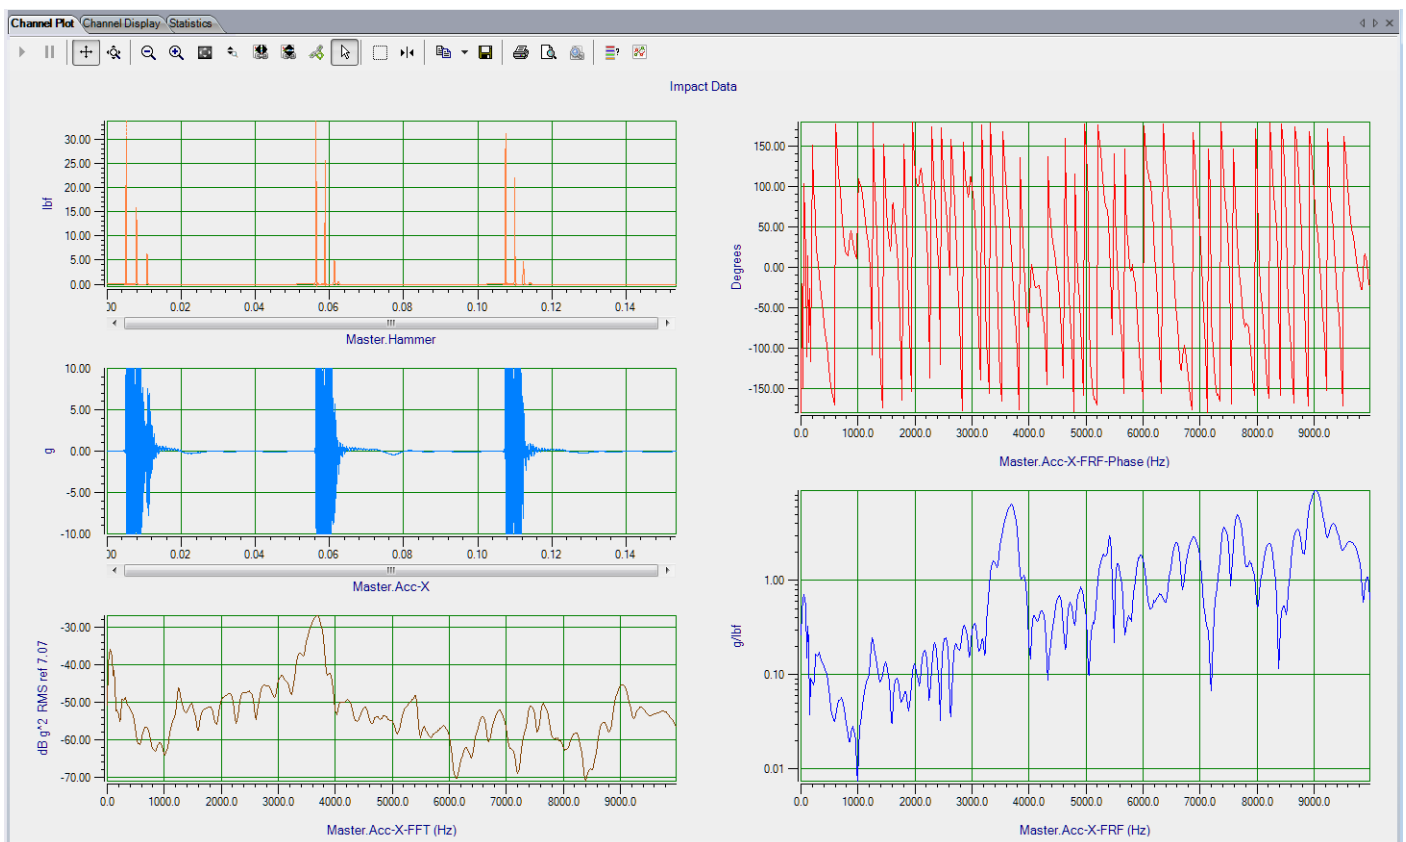 Channel Plot Channel Display Statistics
Impact Data
30.00
25.00
20.00
15.00
10.00
5.00
0.00
lbf
00 0.02 0.04 0.06 0.08 0.10 0.12 0.14
Master.Hammer
10.00
5.00
0.00
-5.00
-10.00
g
00 0.02 0.04 0.06 0.08 0.10 0.12 0.14
Master.Acc-X
-30.00
-40.00
-50.00
-60.00
-70.00
dB g^2 RMS ref 7.07
0.0 1000.0 2000.0 3000.0 4000.0 5000.0 6000.0 7000.0 8000.0 9000.0
Master.Acc-X-FFT (Hz)
150.00
100.00
50.00
0.00
-50.00
-100.00
-150.00
Degrees
0.0 1000.0 2000.0 3000.0 4000.0 5000.0 6000.0 7000.0 8000.0 9000.0
Master.Acc-X-FRF-Phase (Hz)
1.00
0.10
0.01
g/lbf
0.0 1000.0 2000.0 3000.0 4000.0 5000.0 6000.0 7000.0 8000.0 9000.0
Master.Acc-X-FRF (Hz)